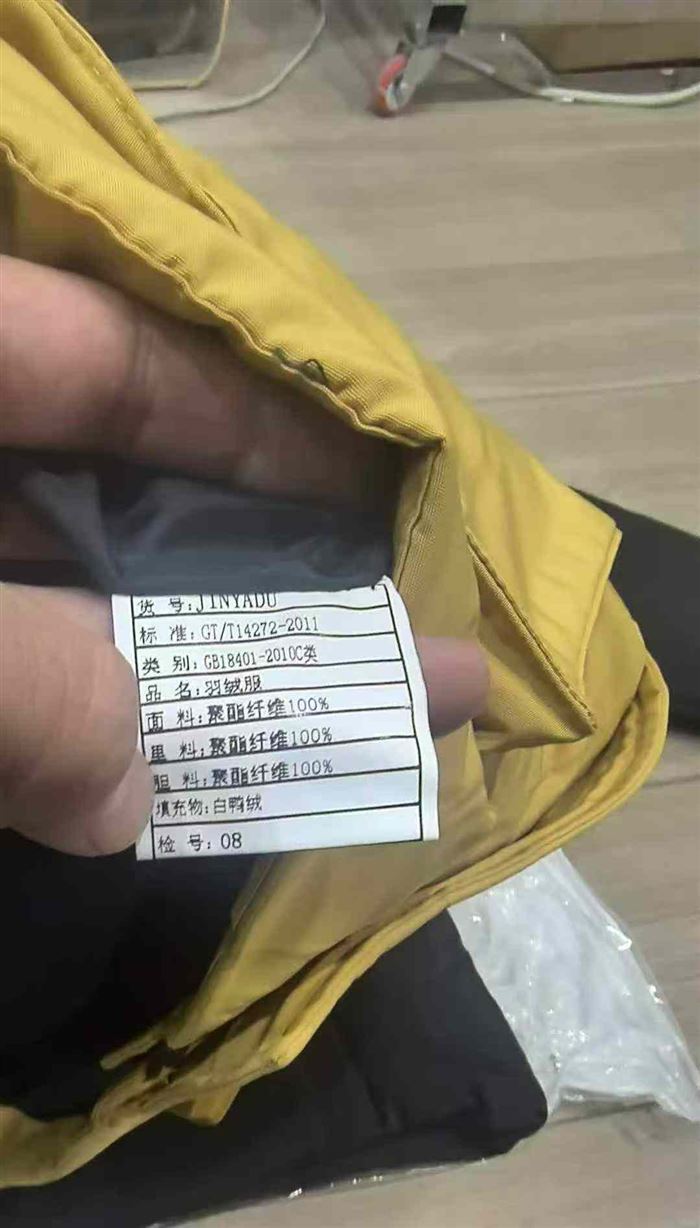 货 号:JINYADU
标 准:GT/T14272-2011
类 别:GB18401-2010C类
品 名:羽绒服
面 料:聚酯纤维100%
里 料:聚酯纤维100%
胆 料:聚酯纤维100%
填充物:白鸭绒
检 号:08